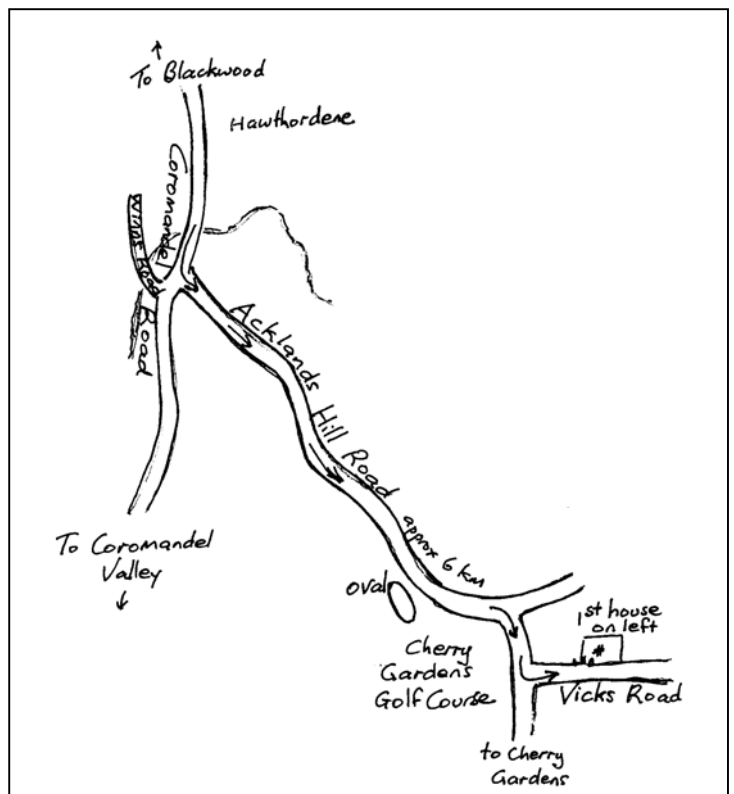 To Blackwood
Hawthordene
Coromandel
Road
Acklands
Hill Road
approx 6 km
To Coromandel
Valley
oval
1st house
on left
#
Cherry
Gardens
Golf Course
Vicks Road
to Cherry
Gardens